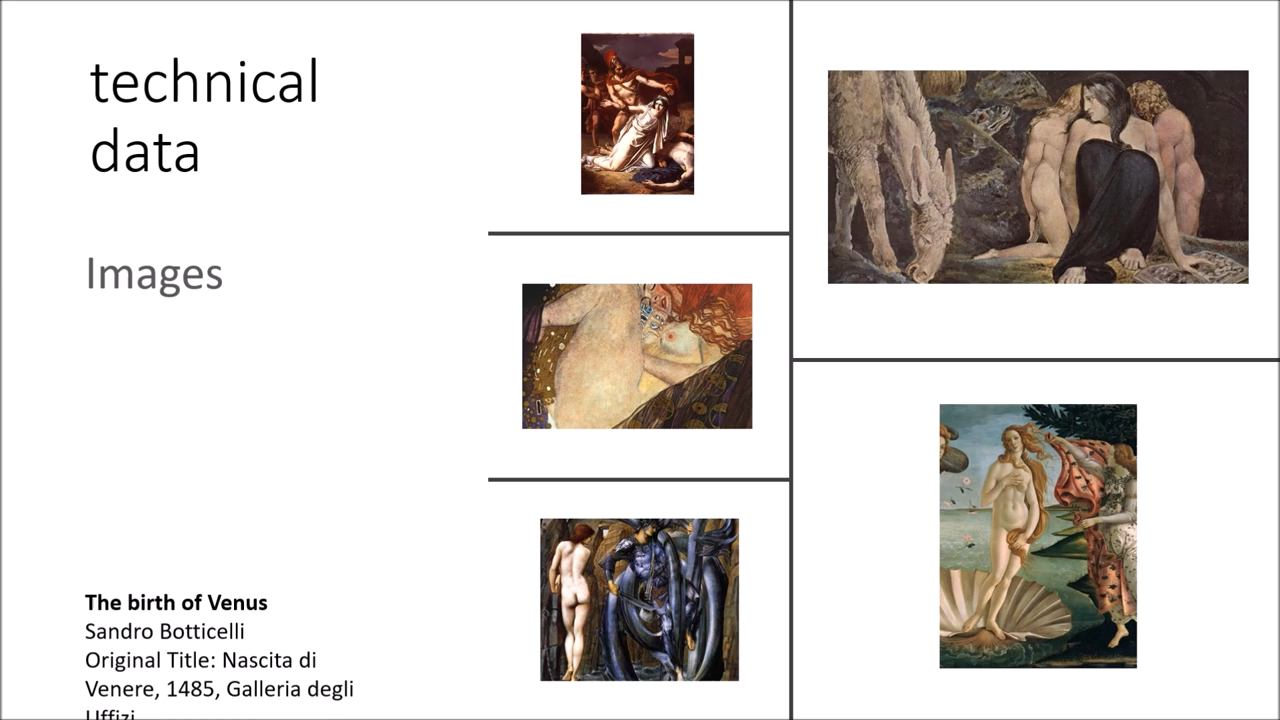 technical
data
Images
The birth of Venus
Sandro Botticelli
Original Title: Nascita di
Venere, 1485, Galleria degli
Uffizi